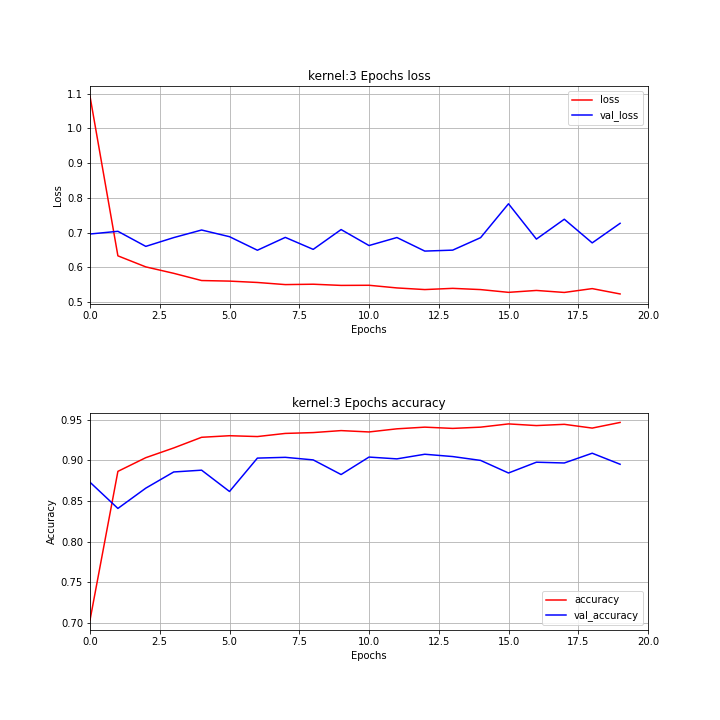 kernel:3 Epochs loss
1.1
1.0
0.9
0.8
0.7
0.6
0.5
Loss
loss
val_loss
0.0 2.5 5.0 7.5 10.0 12.5 15.0 17.5 20.0
Epochs
kernel:3 Epochs accuracy
0.95
0.90
0.85
0.80
0.75
0.70
Accuracy
accuracy
val_accuracy
0.0 2.5 5.0 7.5 10.0 12.5 15.0 17.5 20.0
Epochs